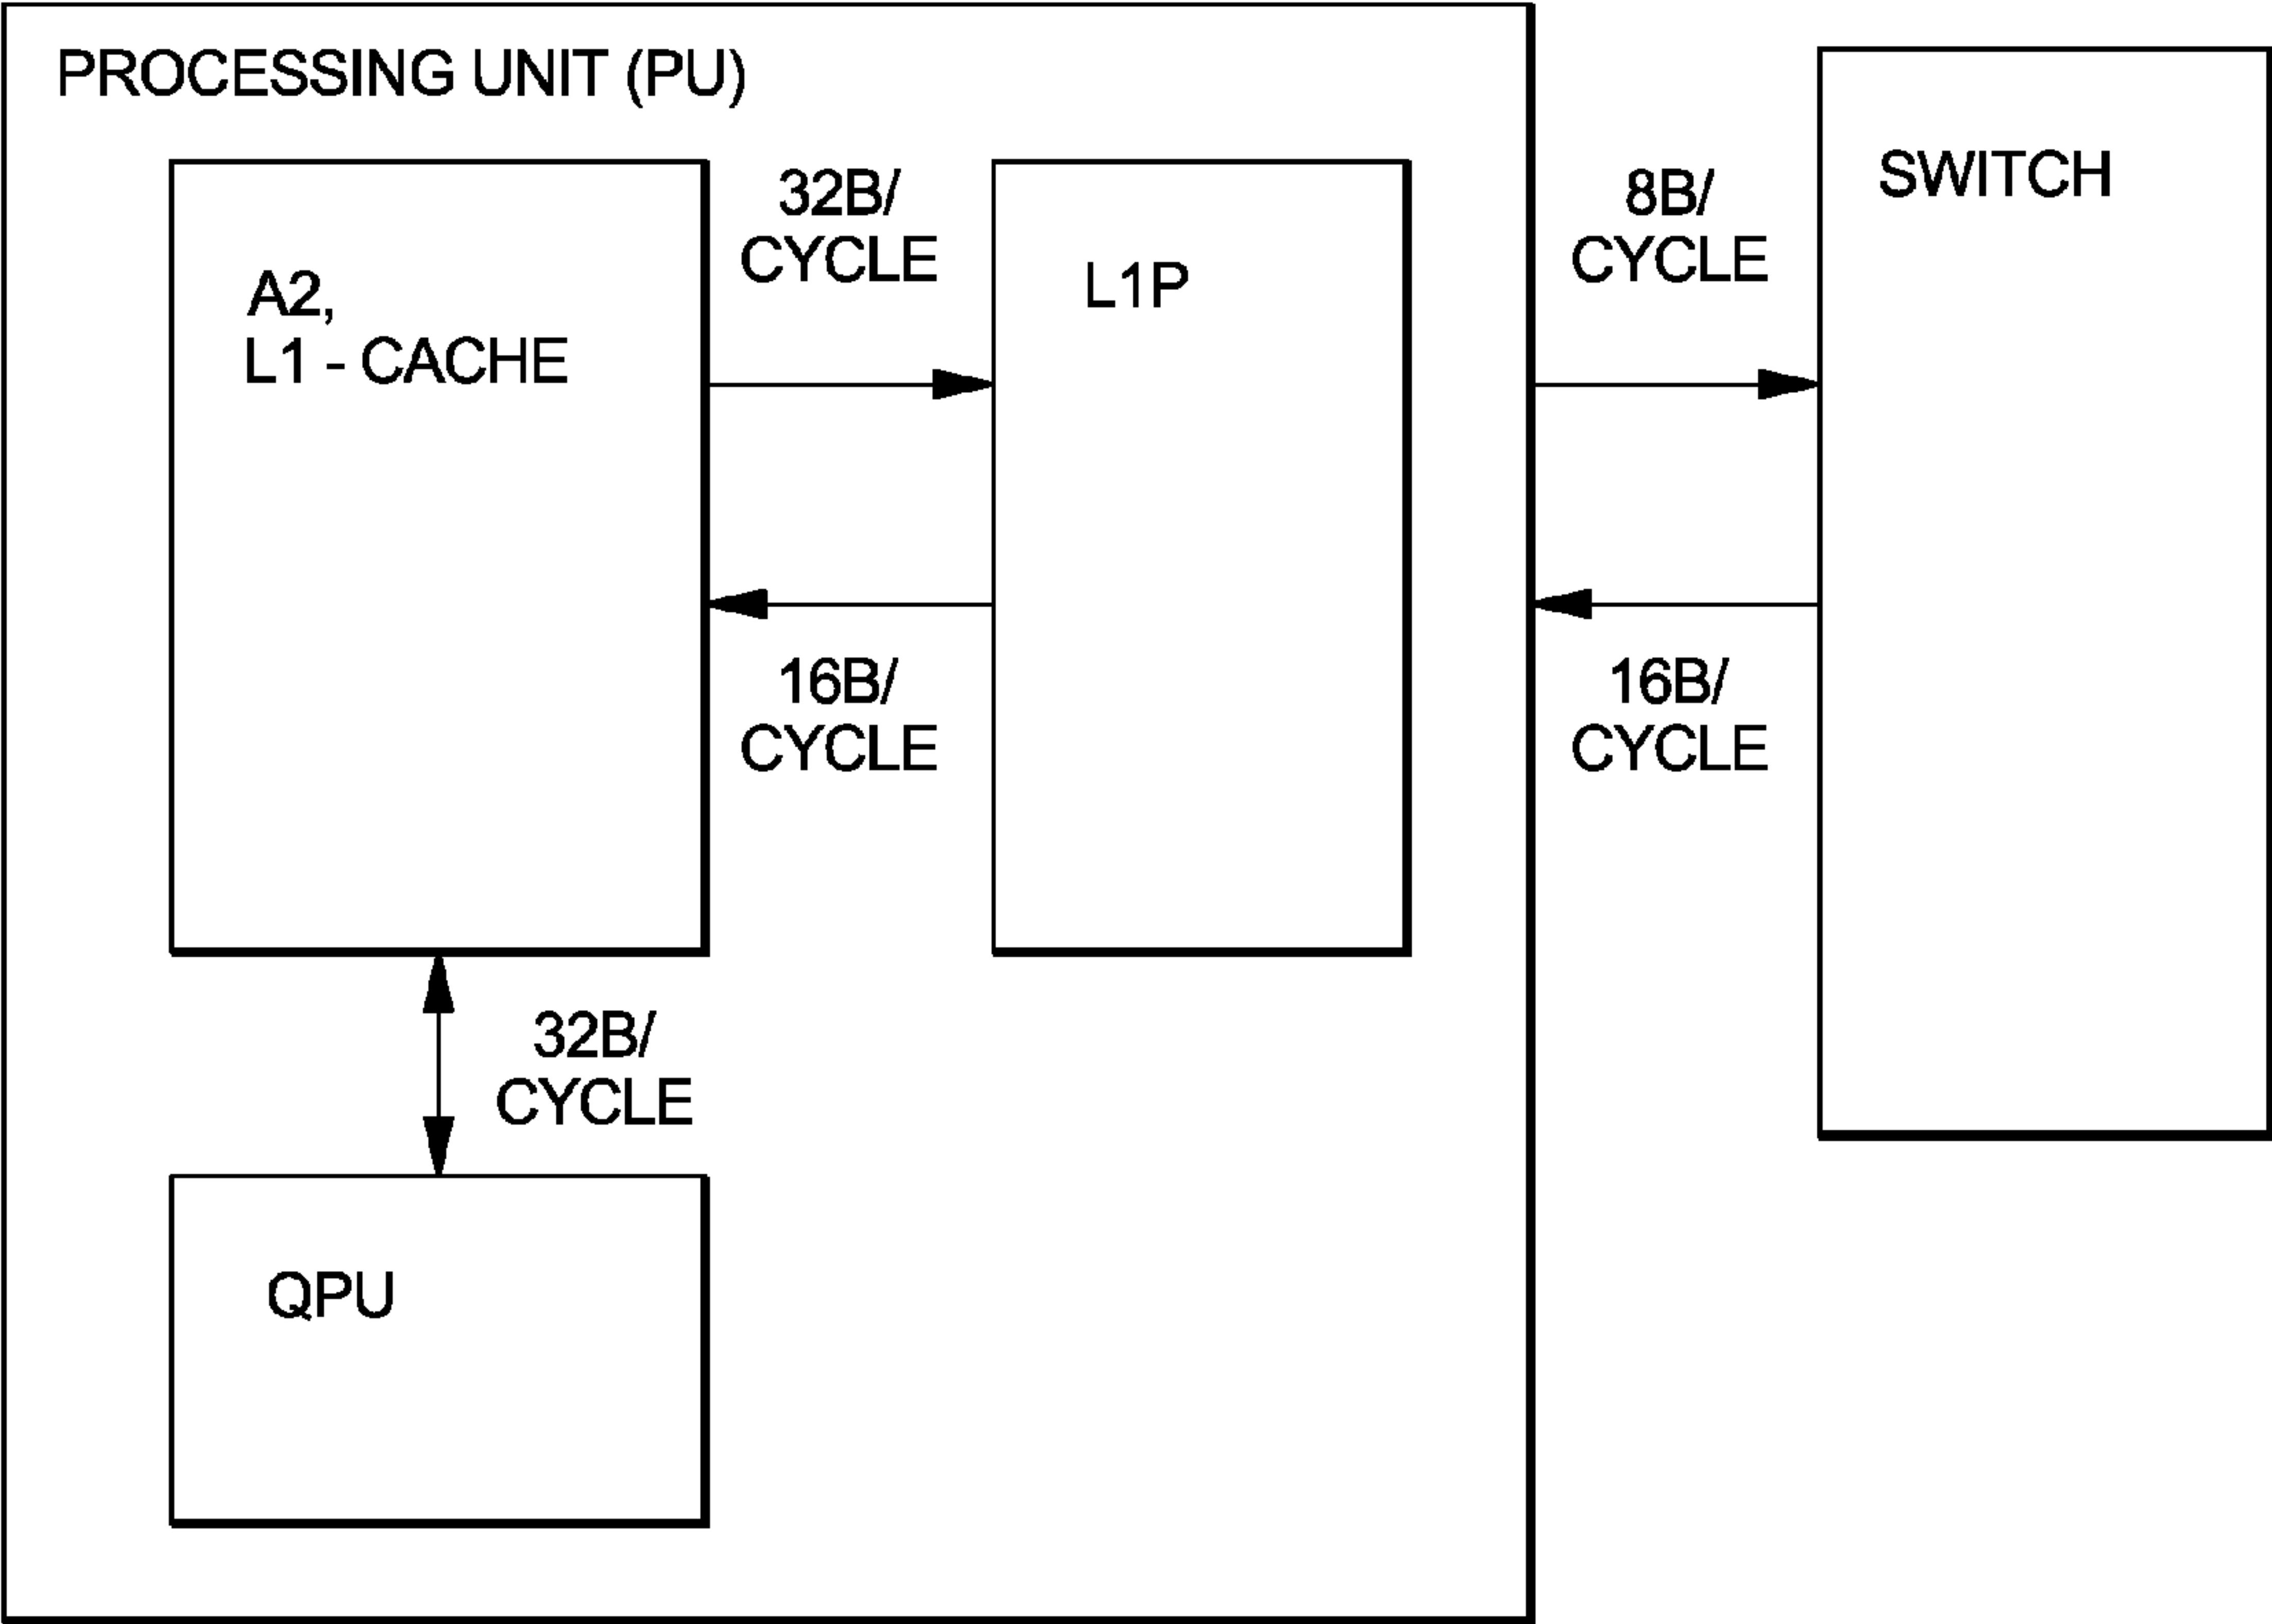 PROCESSING UNIT (PU)
A2,
L1 - CACHE
32B/
CYCLE
L1P
8B/
CYCLE
SWITCH
16B/
CYCLE
16B/
CYCLE
32B/
CYCLE
QPU